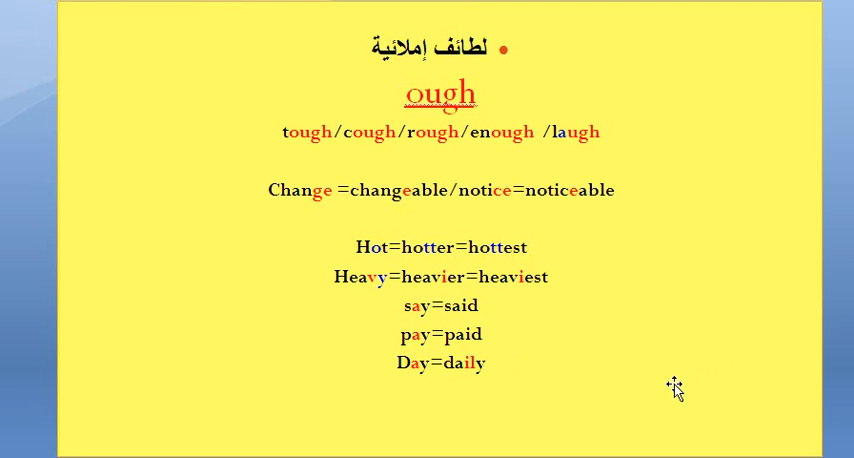 • لطائف إملائية
ough
tough/cough/rough/enough /laugh
Change =changeable/notice=noticeable
Hot=hotter=hottest
Heavy=heavier=heaviest
say=said
pay=paid
Day=daily